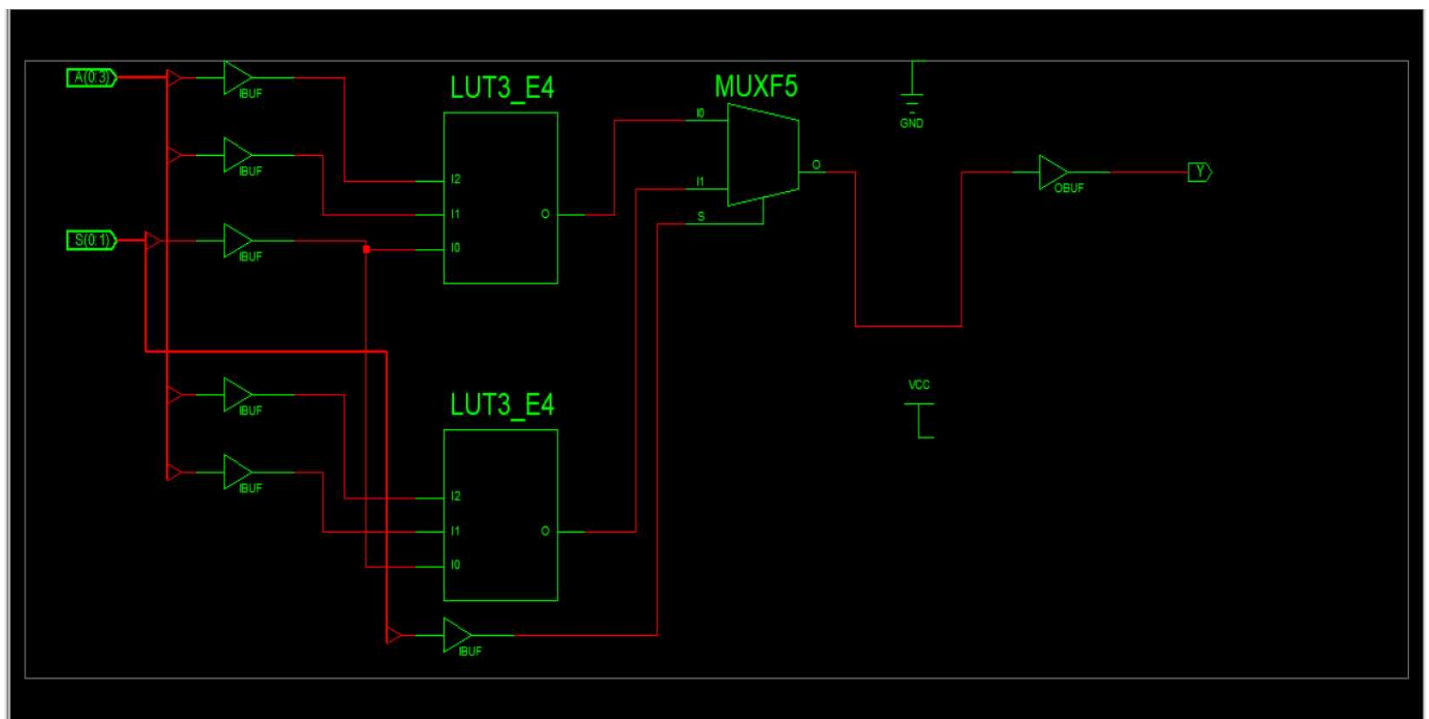 A(0:3)
IBUF
LUT3_E4
MUXF5
I0
GND
IBUF
I2
I1
O
I1
O
Y
OBUF
S(0:1)
IBUF
I0
S
VCC
IBUF
LUT3_E4
IBUF
I2
I1
O
I0
IBUF